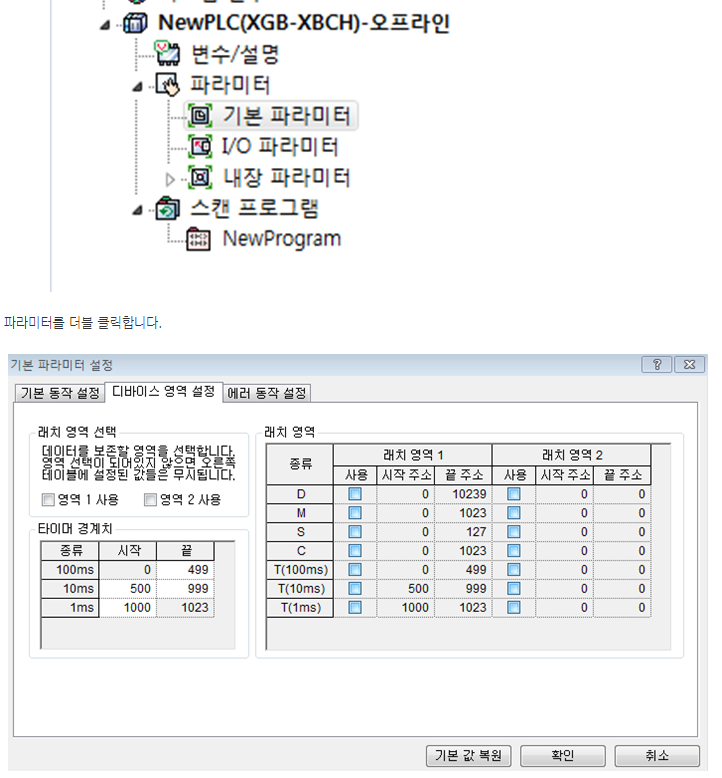 NewPLC(XGB-XBCH)-오프라인
변수/설명
파라미터
기본 파라미터
I/O 파라미터
내장 파라미터
스캔 프로그램
NewProgram
파라미터를 더블 클릭합니다.
기본 파라미터 설정
기본 동작 설정 디바이스 영역 설정 에러 동작 설정
래치 영역 선택
데이터를 보존할 영역을 선택합니다.
영역 선택이 되어있지 않으면 오른쪽
테이블에 설정된 값들은 무시됩니다.
영역 1 사용 영역 2 사용
타이머 경계치
종류 시작 끝
100ms 0 499
10ms 500 999
1ms 1000 1023
래치 영역
종류 래치 영역 1 래치 영역 2
사용 시작 주소 끝 주소 사용 시작 주소 끝 주소
D 0 10239 0 0
M 0 1023 0 0
S 0 127 0 0
C 0 1023 0 0
T(100ms) 0 499 0 0
T(10ms) 500 999 0 0
T(1ms) 1000 1023 0 0
기본 값 복원 확인 취소